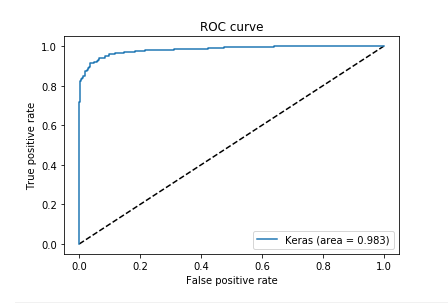 ROC curve
1.0
0.8
0.6
0.4
0.2
0.0
True positive rate
Keras (area = 0.983)
0.0 0.2 0.4 0.6 0.8 1.0
False positive rate